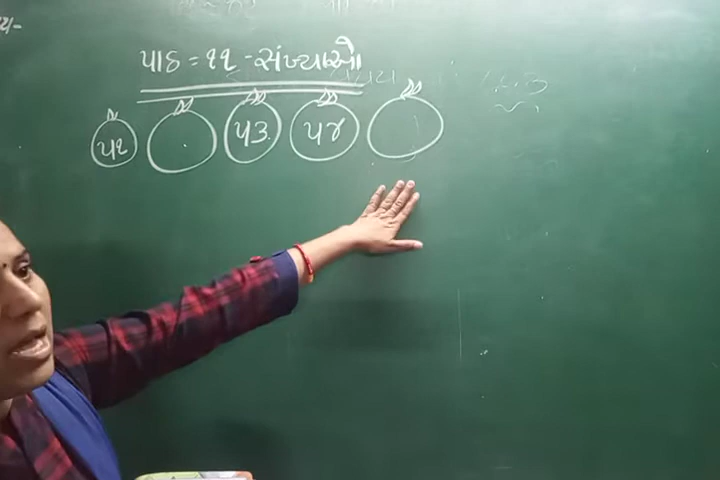 પાઠ = ૧૧ - સંખ્યાઓ
૫૧ ૫૩ ૫૪